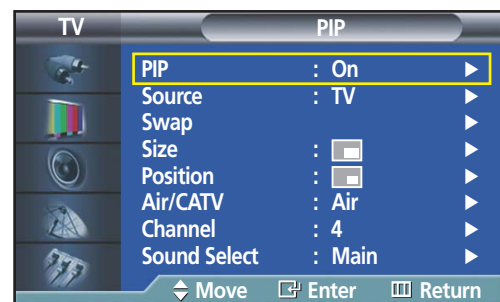 TV PIP
PIP : On
Source : TV
Swap
Size :
Position :
Air/CATV : Air
Channel : 4
Sound Select : Main
Move Enter Return